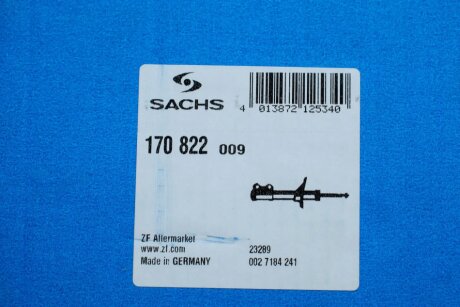 SACHS
4 013872 125340
170 822 009
ZF Aftermarket
www.zf.com 23289
Made in GERMANY 002 7184 241